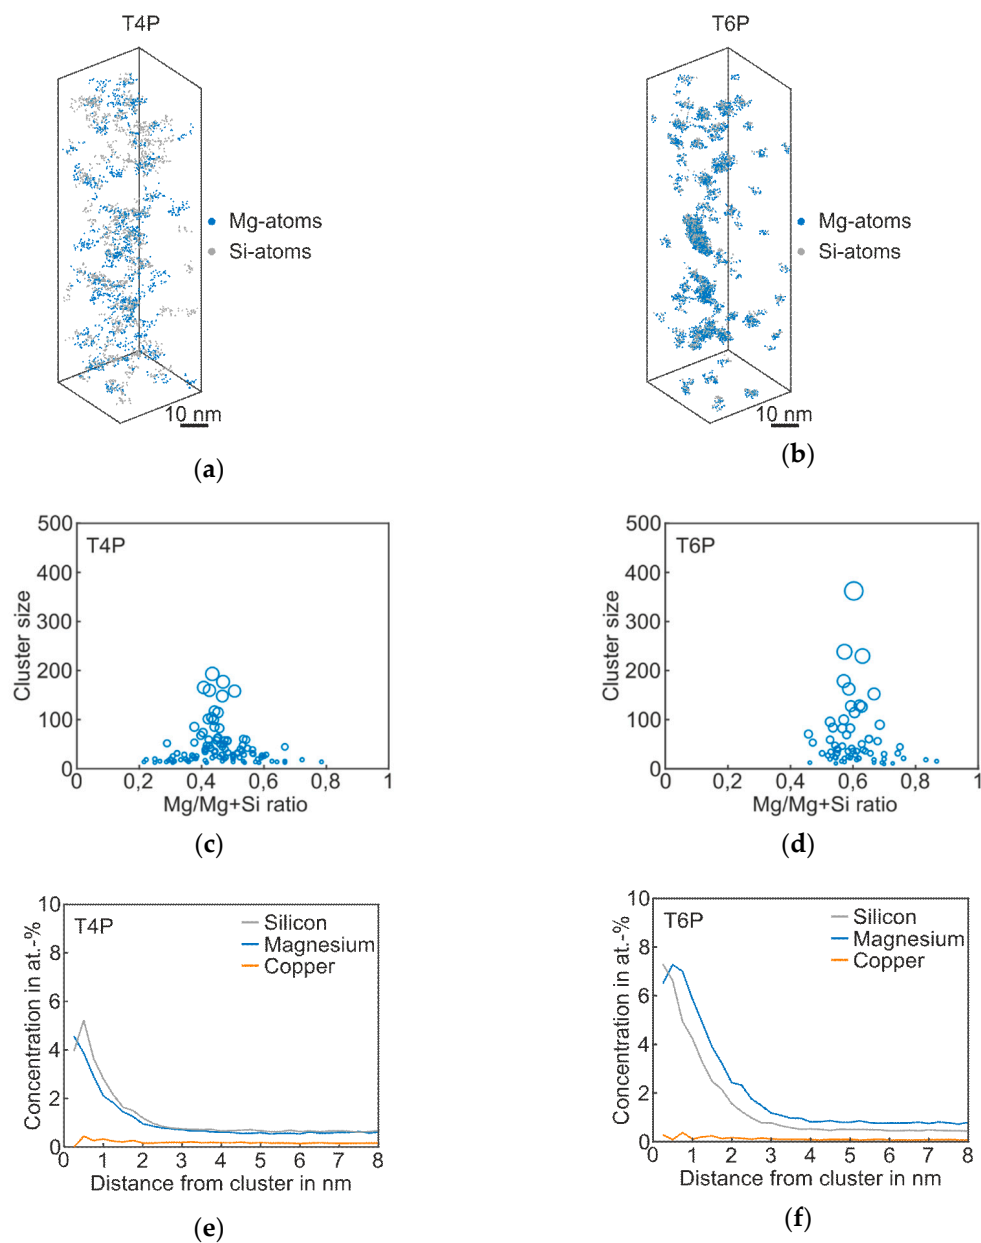 T4P
T6P
Mg-atoms
Si-atoms
Mg-atoms
Si-atoms
10 nm
10 nm
(a)
(b)
500
400
300
200
100
0
T4P
Cluster size
0
0,2
0,4
0,6
0,8
1
Mg/Mg+Si ratio
500
400
300
200
100
0
T6P
Cluster size
0
0,2
0,4
0,6
0,8
1
Mg/Mg+Si ratio
(c)
(d)
10
8
6
4
2
0
T4P
Silicon
Magnesium
Copper
Concentration in at.-%
0
1
2
3
4
5
6
7
8
Distance from cluster in nm
10
8
6
4
2
0
T6P
Silicon
Magnesium
Copper
Concentration in at.-%
0
1
2
3
4
5
6
7
8
Distance from cluster in nm
(e)
(f)